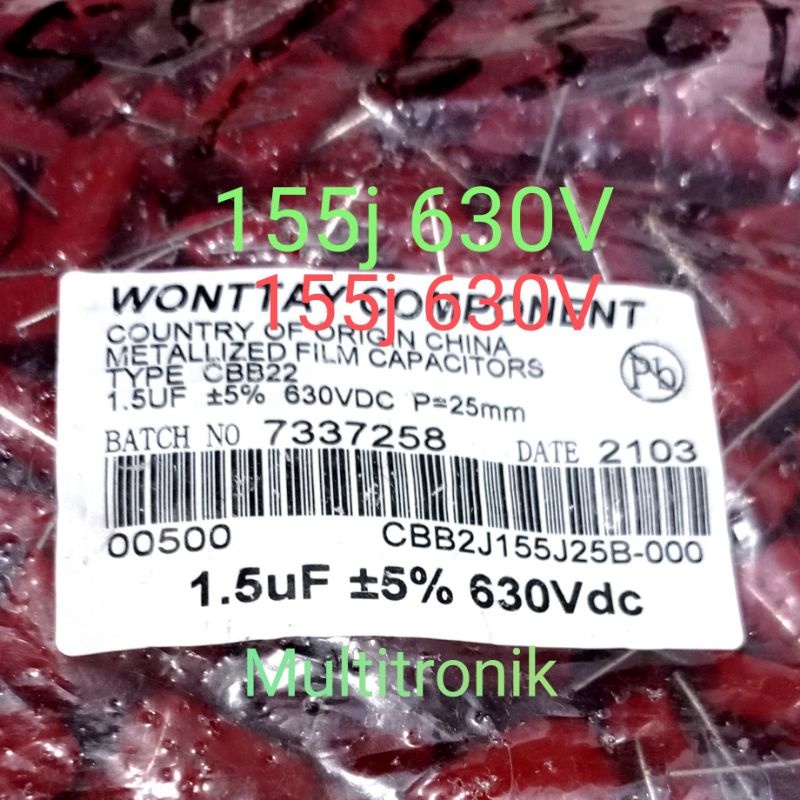 155j 630V
155j 630V
WONTTAY COMPONENT
COUNTRY OF ORIGIN CHINA
METALLIZED FILM CAPACITORS
TYPE CBB22
1.5UF ±5% 630VDC P=25mm
Pb
BATCH NO 7337258 DATE 2103
00500 CBB2J155J25B-000
1.5uF ±5% 630Vdc
Multitronik